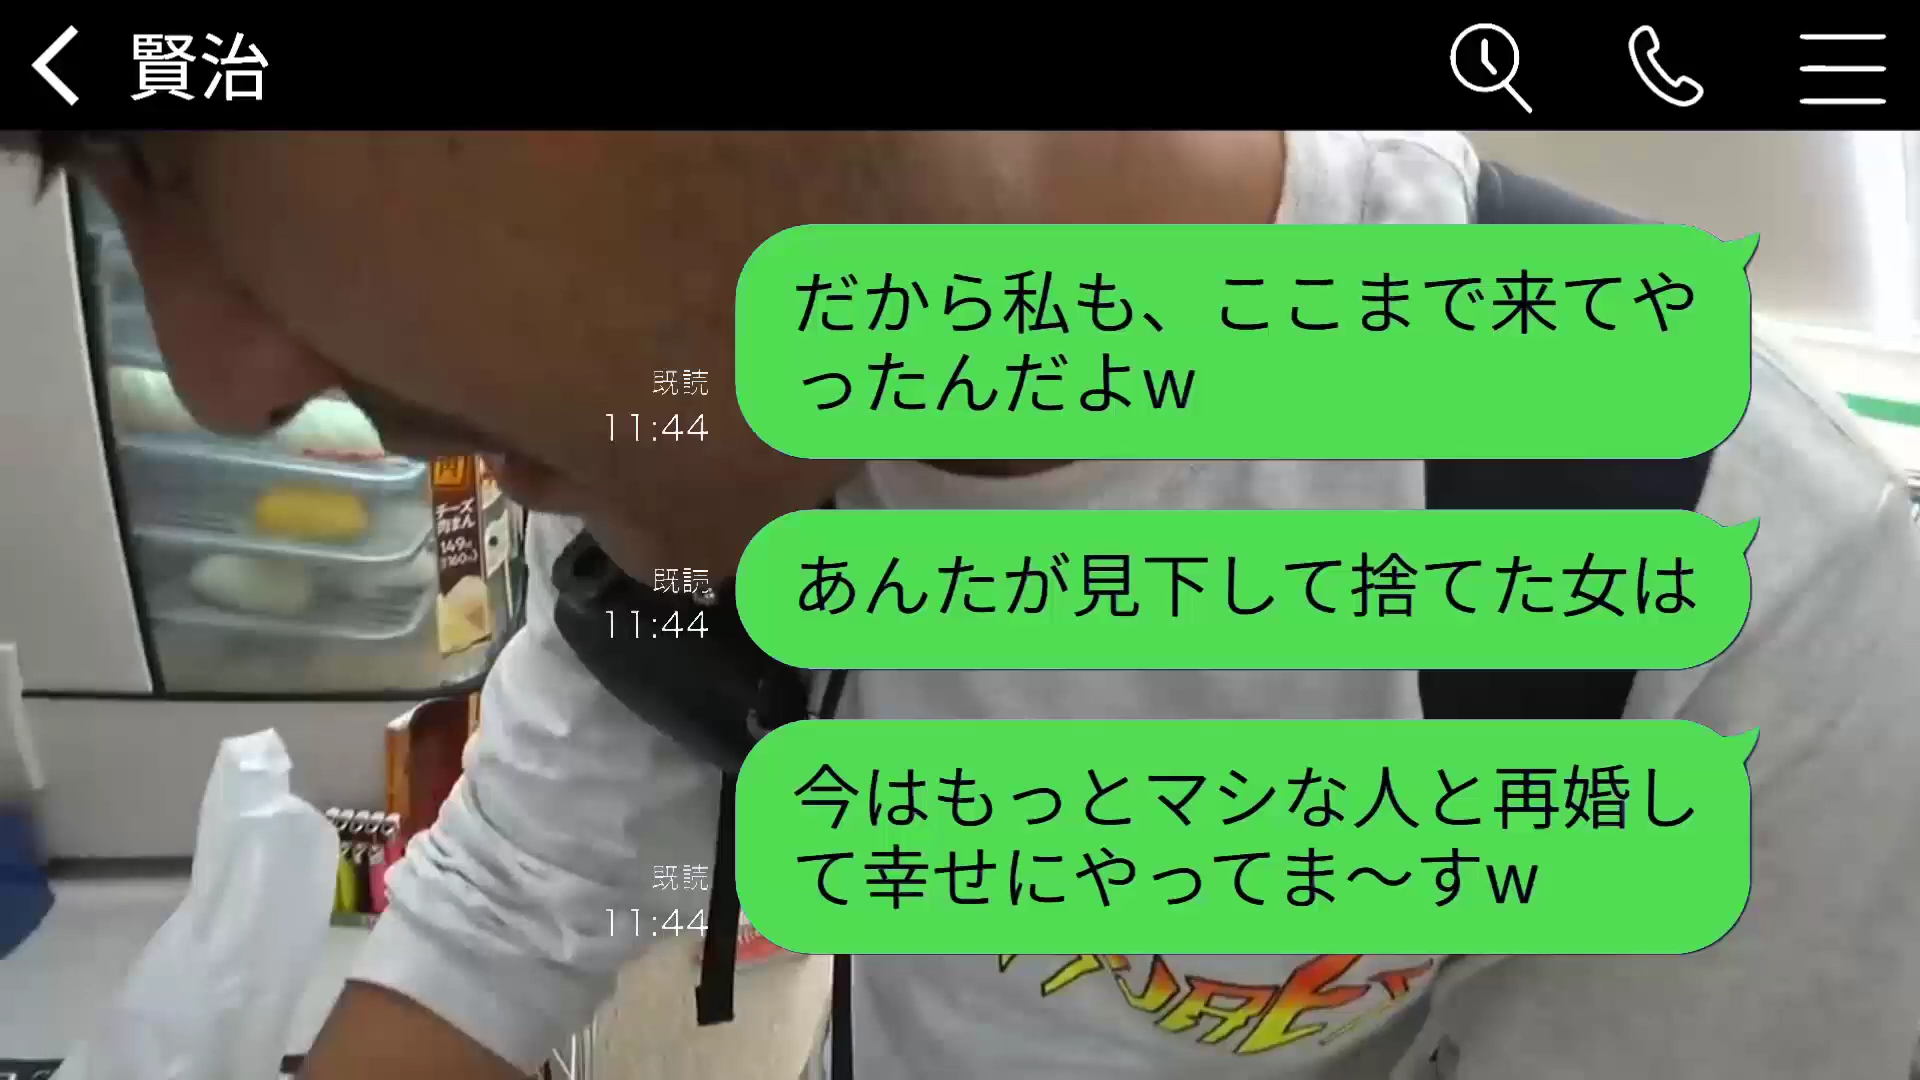 賢治
だから私も、ここまで来てや
ったんだよw
既読
11:44
あんたが見下して捨てた女は
既読
11:44
今はもっとマシな人と再婚し
て幸せにやってま〜すw
既読
11:44
チーズ
肉まん
149